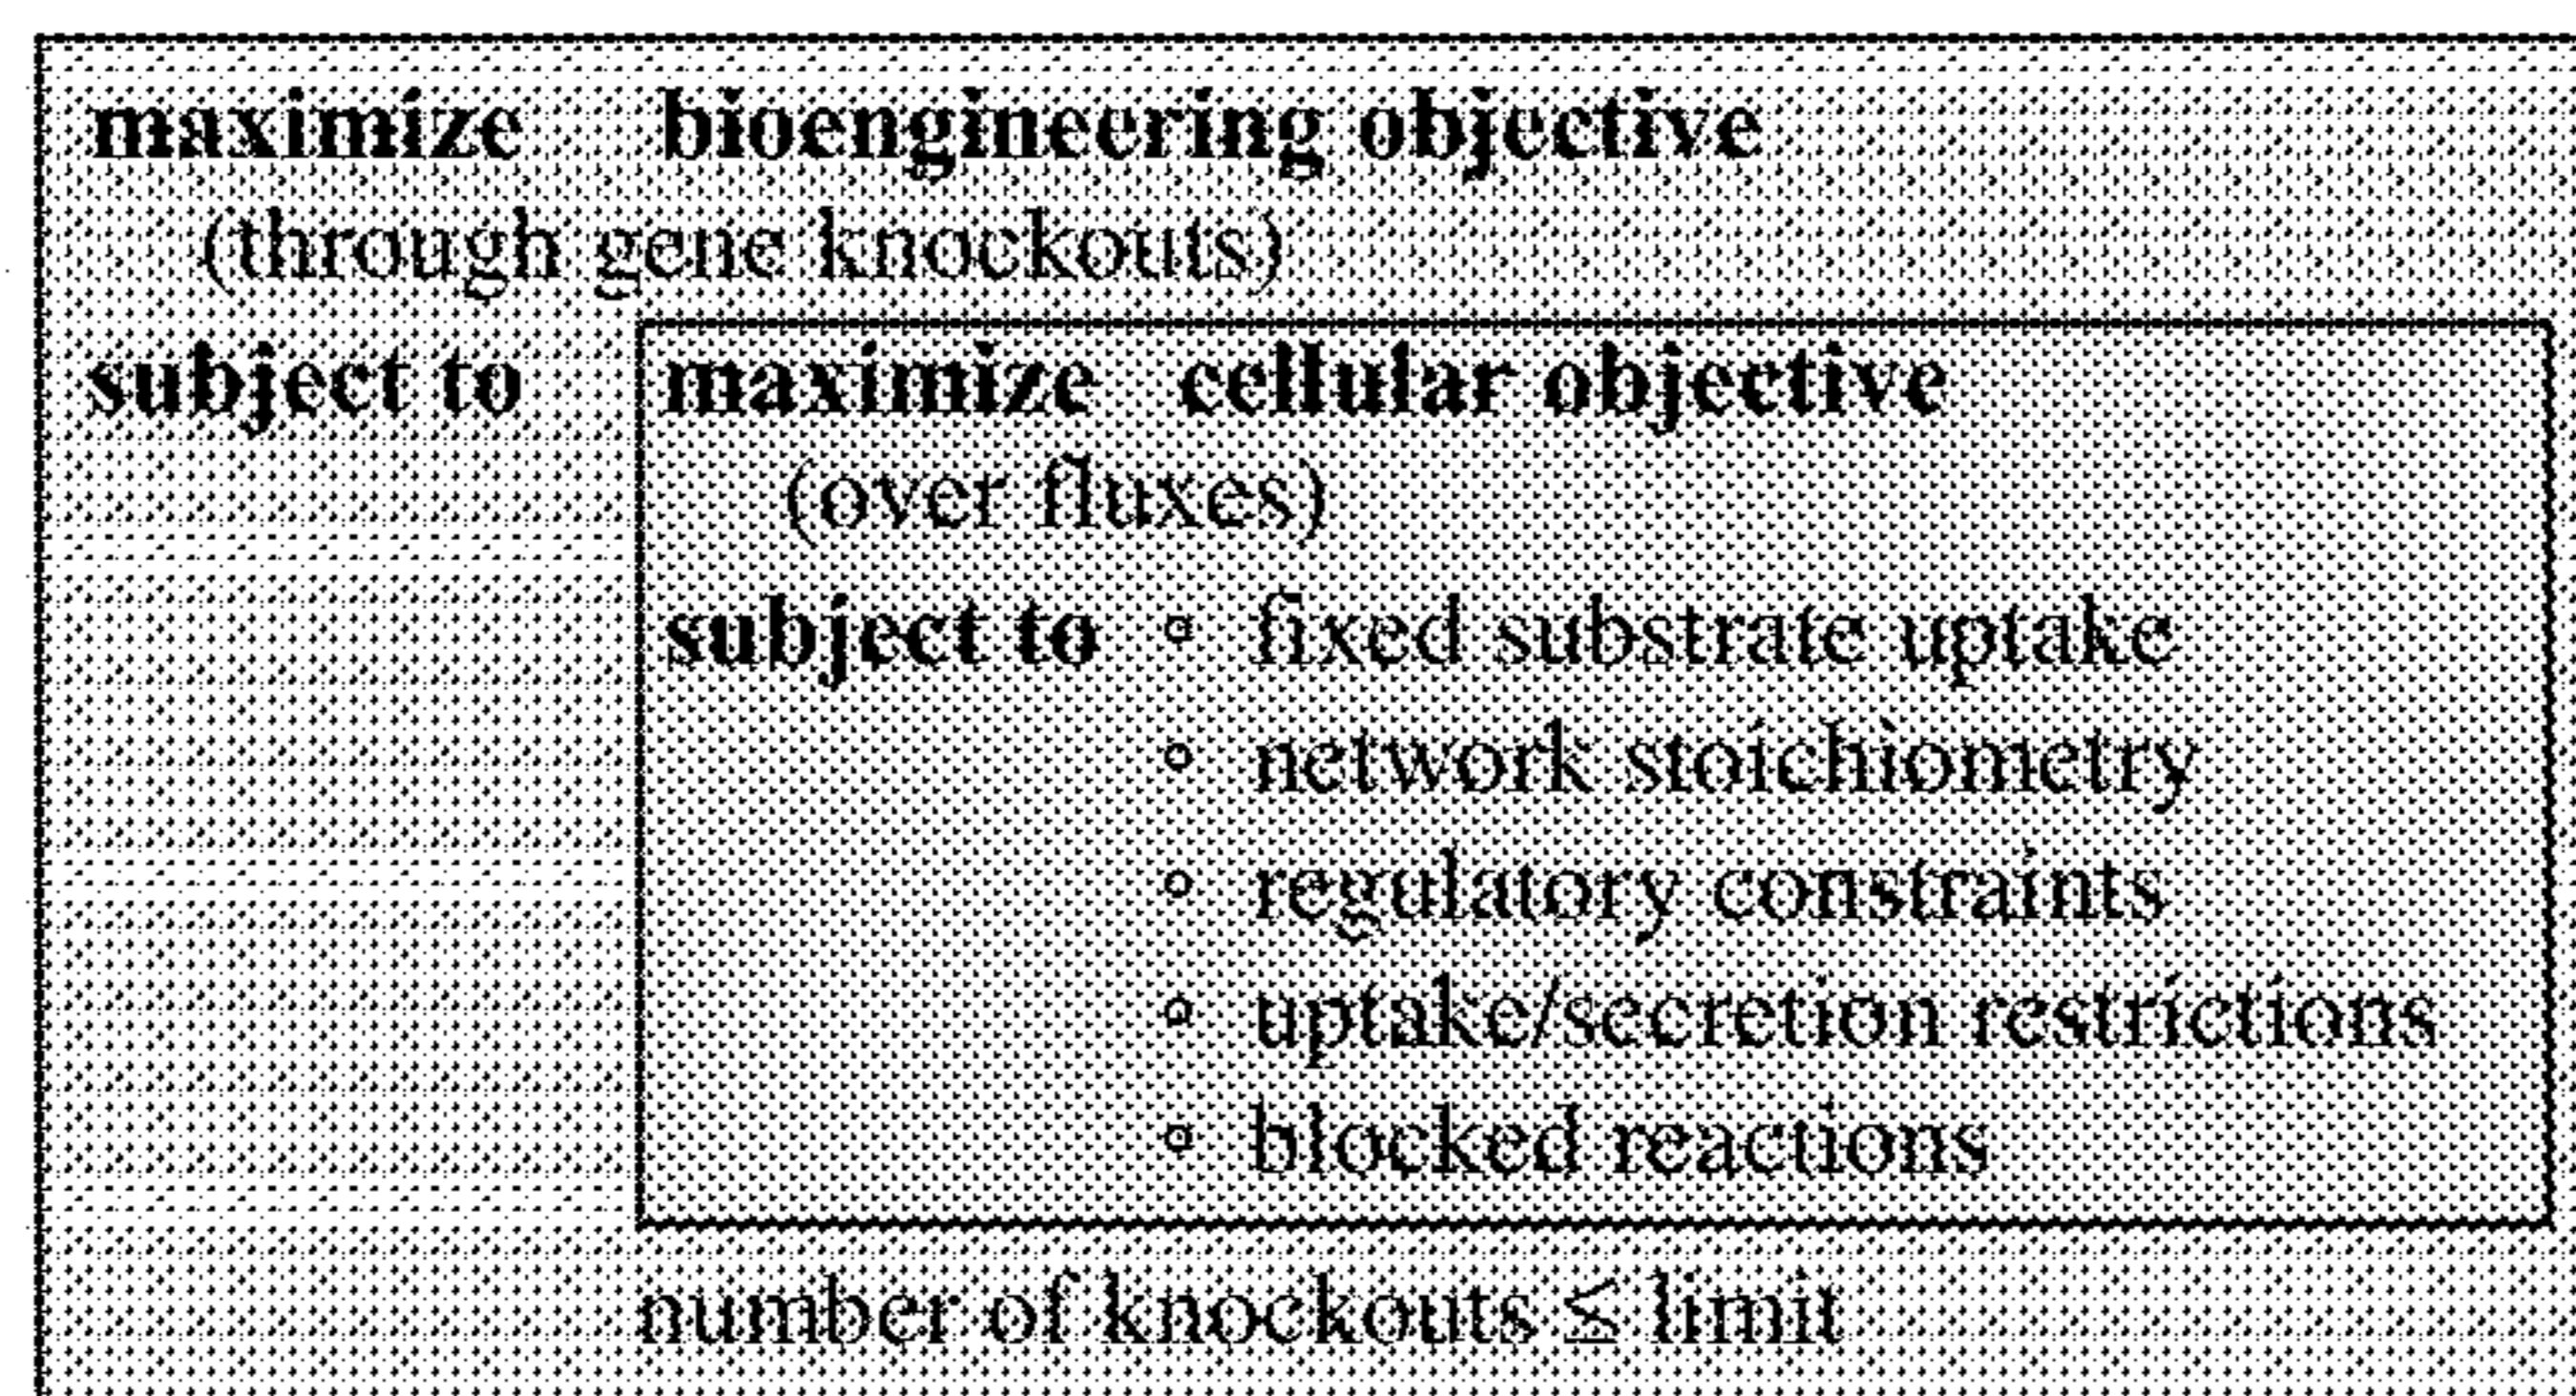 maximize bioengineering objective
(through gene knockouts)
subject to maximize cellular objective
(over fluxes)
subject to ◦ fixed substrate uptake
◦ network stoichiometry
◦ regulatory constraints
◦ uptake/secretion restrictions
◦ blocked reactions
number of knockouts ≤ limit